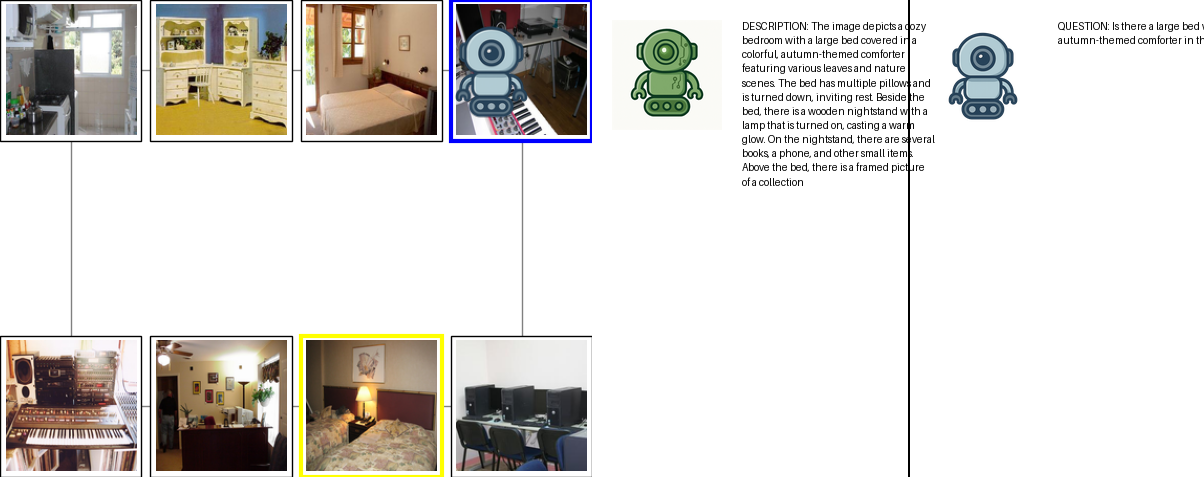 DESCRIPTION: The image depicts a cozy
bedroom with a large bed covered in a
colorful, autumn-themed comforter
featuring various leaves and nature
scenes. The bed has multiple pillows and
is turned down, inviting rest. Beside the
bed, there is a wooden nightstand with a
lamp that is turned on, casting a warm
glow. On the nightstand, there are several
books, a phone, and other small items.
Above the bed, there is a framed picture
of a collection
QUESTION: Is there a large bed
autumn-themed comforter in